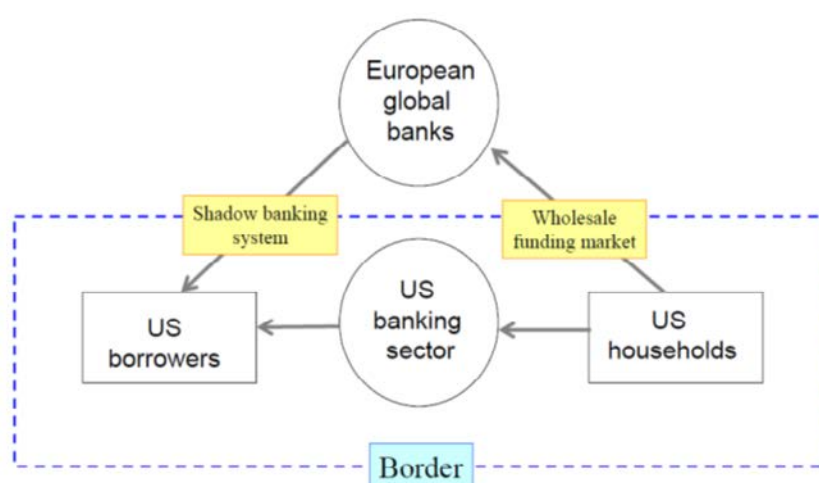 European
global
banks
Shadow banking
system
Wholesale
funding market
US
borrowers
US
banking
sector
US
households
Border